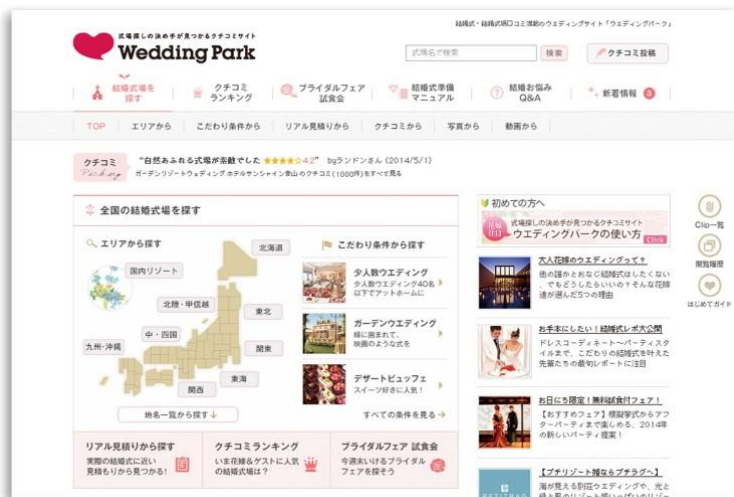 結婚式・結婚式場口コミ満載のウエディングサイト「ウエディングパーク」
式場探しの決め手が見つかるクチコミサイト
Wedding Park
式場名で検索
検索
クチコミ投稿
結婚式場を
探す
クチコミ
ランキング
ブライダルフェア
試食会
結婚式準備
マニュアル
結婚お悩み
Q&A
新着情報 3
TOP エリアから こだわり条件から リアル見積りから クチコミから 写真から 動画から
クチコミ
Pick up
"自然あふれる式場が素敵でした ★★★★☆4.2" byランドンさん (2014/5/1)
ガーデンリゾートウェディング ホテルサンシャイン青山 のクチコミ(1000件)をすべて見る
全国の結婚式場を探す
エリアから探す
国内リゾート
北海道
北陸・甲信越
東北
中・四国
九州・沖縄
関東
東海
関西
地名一覧から探す↓
こだわり条件から探す
少人数ウエディング
少人数ウエディング40名
以下でアットホームに
ガーデンウエディング
緑に囲まれて、
映画のような式を
デザートビュッフェ
スイーツ好きに人気！
すべての条件を見る→
リアル見積りから探す
実際の結婚式に近い
見積もりから見つかる!
クチコミランキング
いま花嫁&ゲストに人気
の結婚式場は？
ブライダルフェア 試食会
今週末いけるブライダル
フェアを探そう
初めての方へ
花嫁
注目
式場探しの決め手が見つかるクチコミサイト
ウエディングパークの使い方
Click
大人花嫁のウエディングって？
他の誰かとおなじ結婚式はしたくない
、でもどうしたらいいの？そんな花嫁
達が選んだ5つの理由
お手本にしたい！結婚式レポ大公開
ドレスコーディネート〜パーティスタ
イルまで、こだわりの結婚式を叶えた
先輩たちの最旬レポートに注目
お日にち限定！無料試食付フェア！
【おすすめフェア】模擬挙式からアフ
ターパーティまで楽しめる、2014年
の新しいパーティ提案！
【プチリゾート婚ならプチラグへ】
海が見える別荘ウエディングや、光と
Clip一覧
閲覧履歴
はじめてガイド